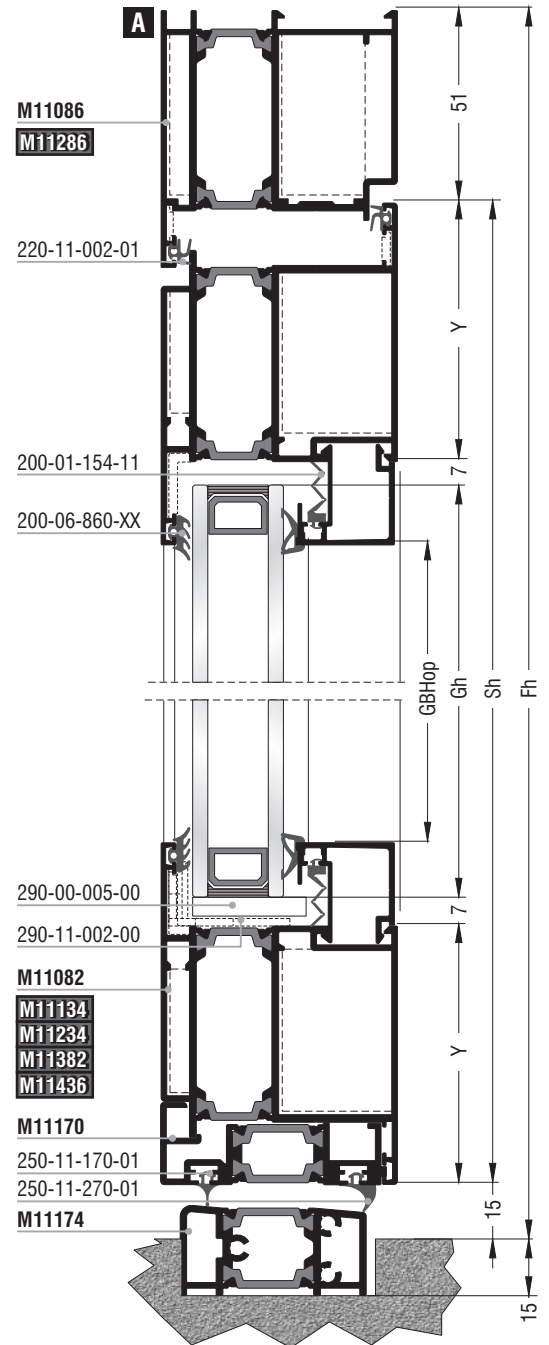 A
M11086
M11286
220-11-002-01
200-01-154-11
200-06-860-XX
290-00-005-00
290-11-002-00
M11082
M11134
M11234
M11382
M11436
M11170
250-11-170-01
250-11-270-01
M11174
51
Y
7
GBHop
Gh
Sh
Fh
7
Y
15
15